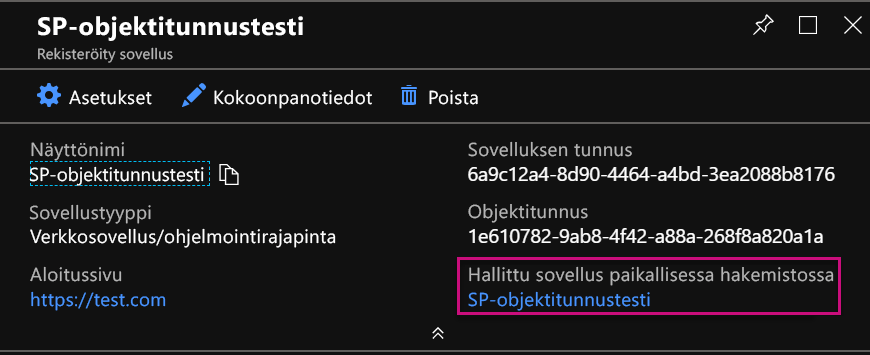 SP-objektitunnustesti
Rekisteröity sovellus
Asetukset Kokoonpanotiedot Poista
Näyttönimi
SP-objektitunnustesti
Sovellustyyppi
Verkkosovellus/ohjelmointirajapinta
Aloitussivu
https://test.com
Sovelluksen tunnus
6a9c12a4-8d90-4464-a4bd-3ea2088b8176
Objektitunnus
1e610782-9ab8-4f42-a88a-268f8a820a1a
Hallittu sovellus paikallisessa hakemistossa
SP-objektitunnustesti